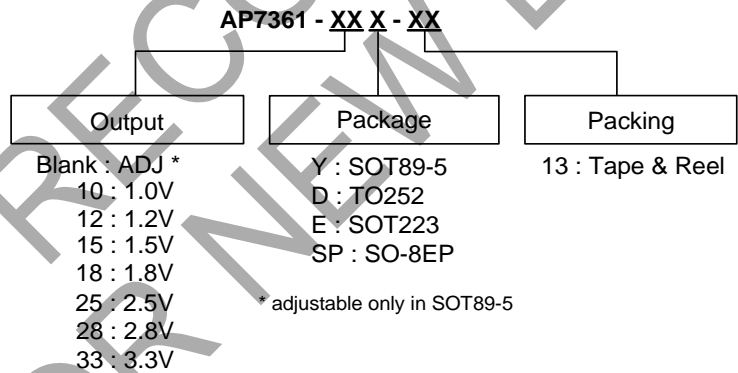 AP7361 - XX X - XX
Output
Package
Packing
Blank : ADJ *
10 : 1.0V
12 : 1.2V
15 : 1.5V
18 : 1.8V
25 : 2.5V
28 : 2.8V
33 : 3.3V
Y : SOT89-5
D : TO252
E : SOT223
SP : SO-8EP
* adjustable only in SOT89-5
13 : Tape & Reel